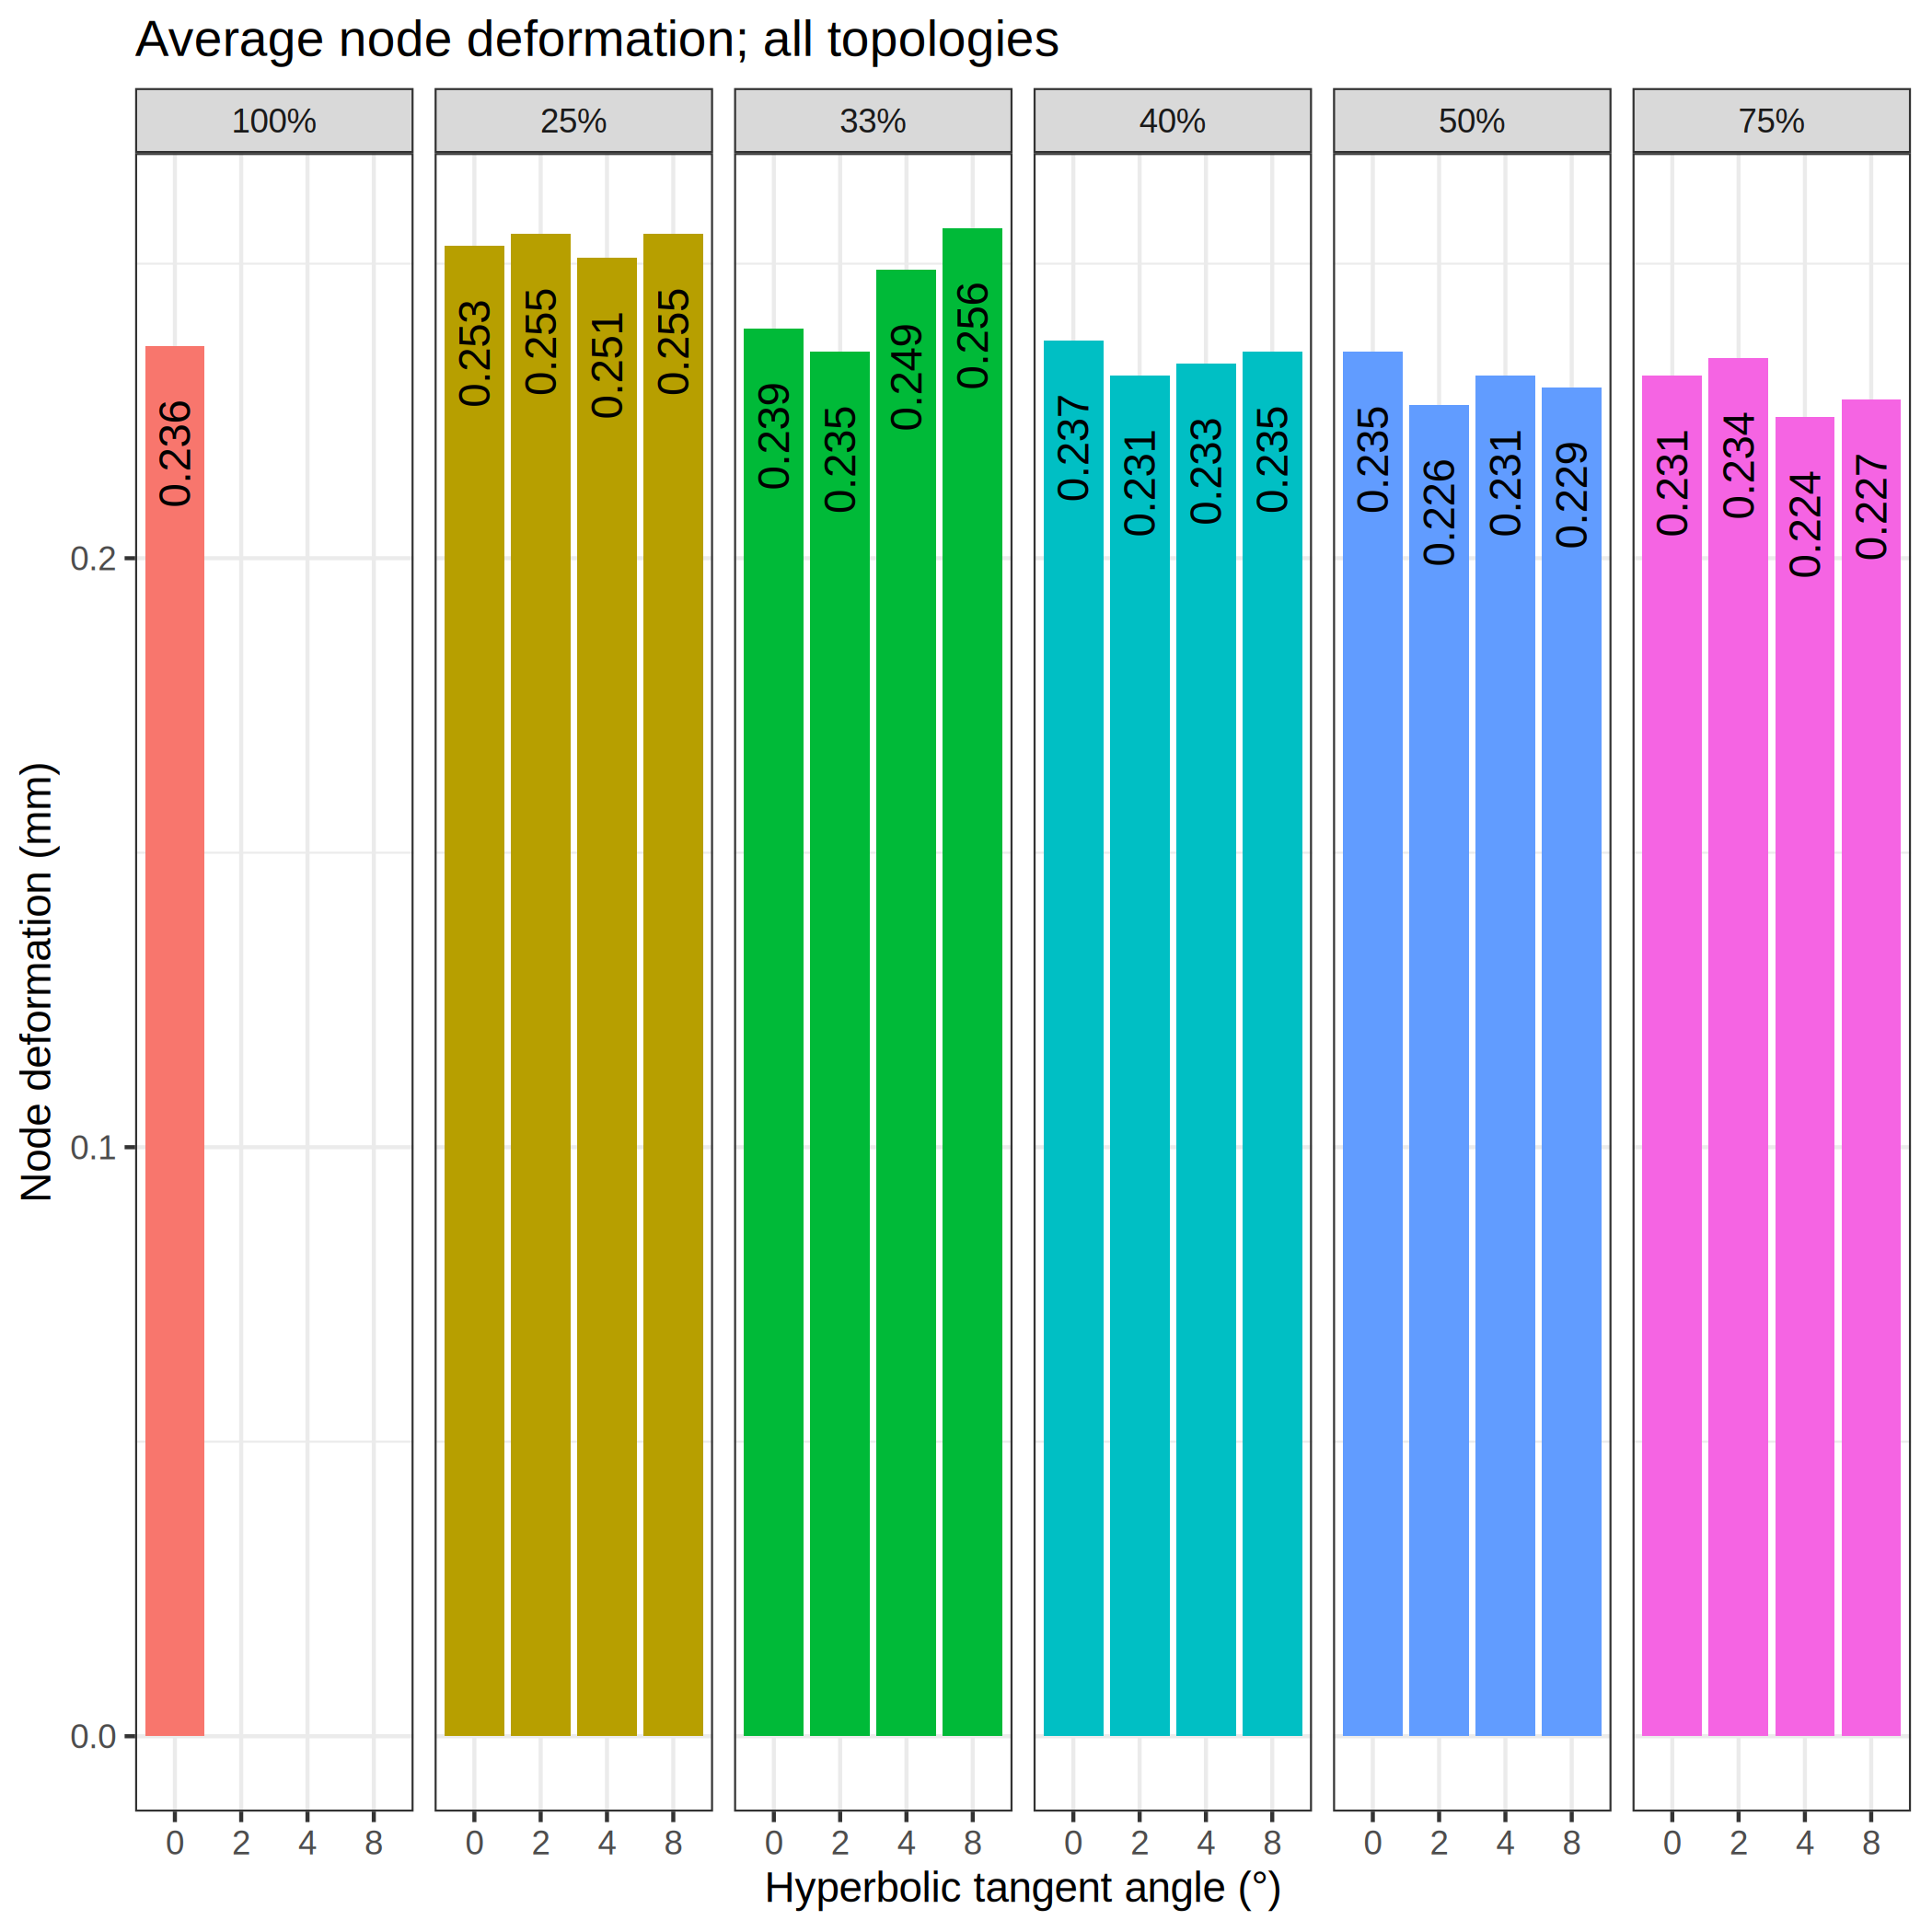 Average node deformation; all topologies
100% 25% 33% 40% 50% 75%
0.236
0.253 0.255 0.251 0.255
0.239 0.235 0.249 0.256
0.237 0.231 0.233 0.235
0.235 0.226 0.231 0.229
0.231 0.234 0.224 0.227
0.2
0.1
0.0
Node deformation (mm)
0 2 4 8 0 2 4 8 0 2 4 8 0 2 4 8 0 2 4 8 0 2 4 8
Hyperbolic tangent angle (°)